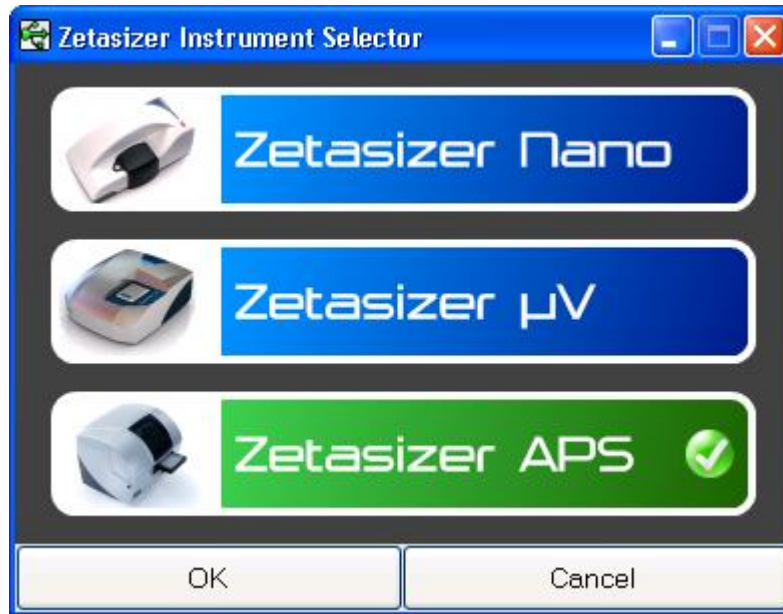 Zetasizer Instrument Selector
Zetasizer Nano
Zetasizer µV
Zetasizer APS
OK
Cancel